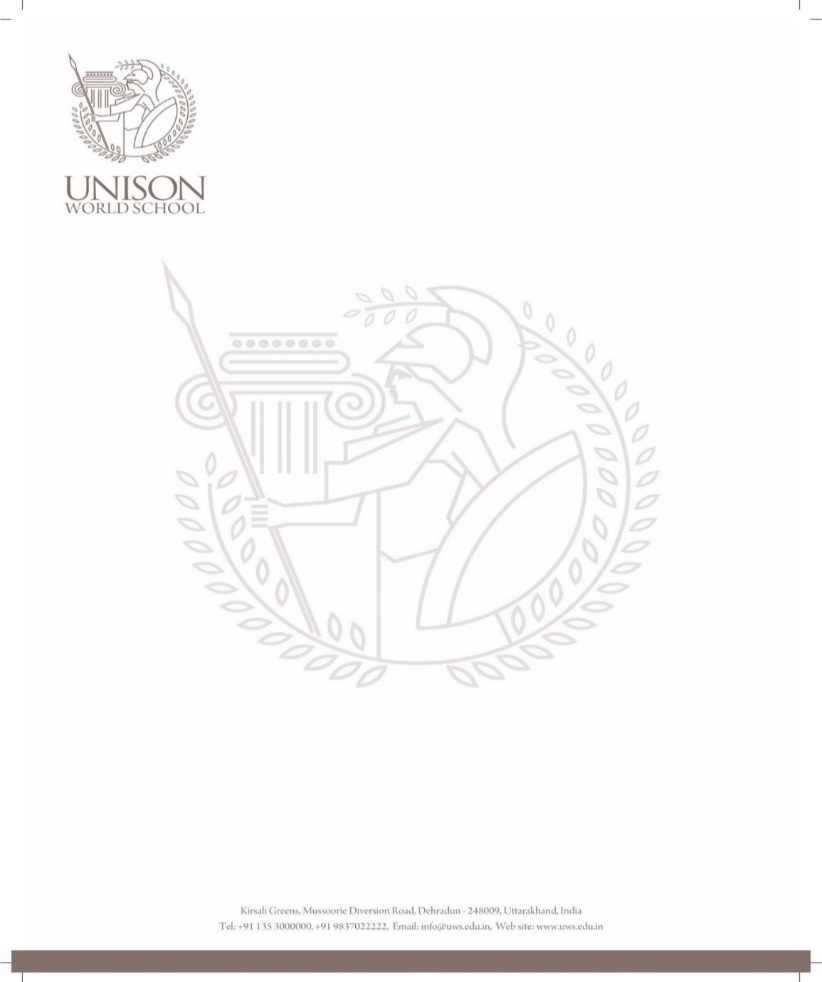 UNISON
WORLD SCHOOL
Kirsali Greens, Mussoorie Diversion Road, Dehradun - 248009, Uttarakhand, India
Tel: +91 135 3000000, +91 9837022222, Email: info@uws.edu.in, Web site: www.uws.edu.in